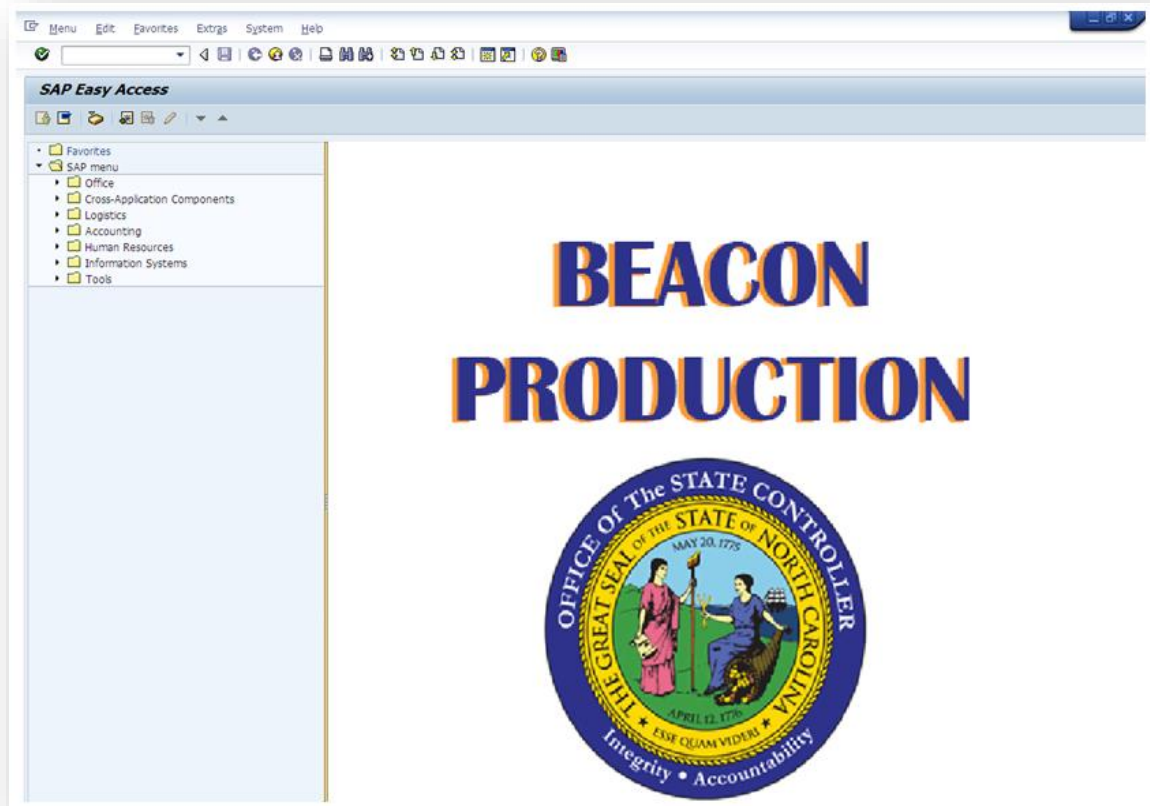 Menu Edit Favorites Extras System Help
SAP Easy Access
Favorites
SAP menu
Office
Cross-Application Components
Logistics
Accounting
Human Resources
Information Systems
Tools
BEACON
PRODUCTION
OFFICE Of The STATE CONTROLLER
THE GREAT SEAL OF THE STATE OF NORTH CAROLINA
MAY 20, 1775
APRIL 12, 1776
ESSE QUAM VIDERI
Integrity • Accountability